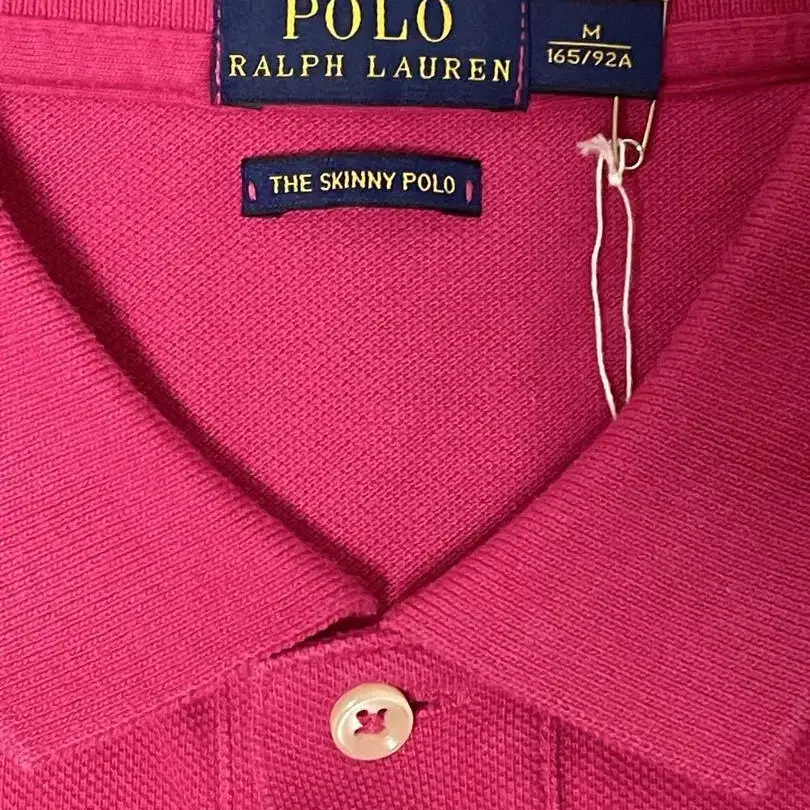 POLO
RALPH LAUREN
M
165/92A
THE SKINNY POLO